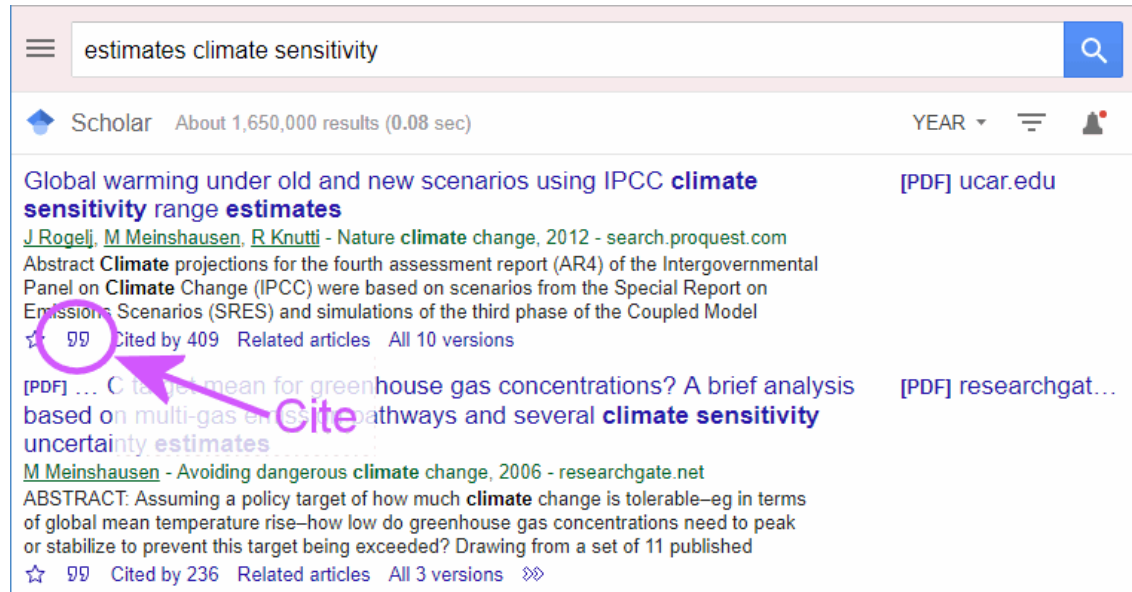 estimates climate sensitivity
Scholar About 1,650,000 results (0.08 sec) YEAR
Global warming under old and new scenarios using IPCC climate [PDF] ucar.edu
sensitivity range estimates
J Rogelj, M Meinshausen, R Knutti - Nature climate change, 2012 - search.proquest.com
Abstract Climate projections for the fourth assessment report (AR4) of the Intergovernmental
Panel on Climate Change (IPCC) were based on scenarios from the Special Report on
Emissions Scenarios (SRES) and simulations of the third phase of the Coupled Model
Cited by 409 Related articles All 10 versions
[PDF] … C target mean for greenhouse gas concentrations? A brief analysis [PDF] researchgat…
based on multi-gas emission pathways and several climate sensitivity
Cite
uncertainty estimates
M Meinshausen - Avoiding dangerous climate change, 2006 - researchgate.net
ABSTRACT: Assuming a policy target of how much climate change is tolerable–eg in terms
of global mean temperature rise–how low do greenhouse gas concentrations need to peak
or stabilize to prevent this target being exceeded? Drawing from a set of 11 published
Cited by 236 Related articles All 3 versions